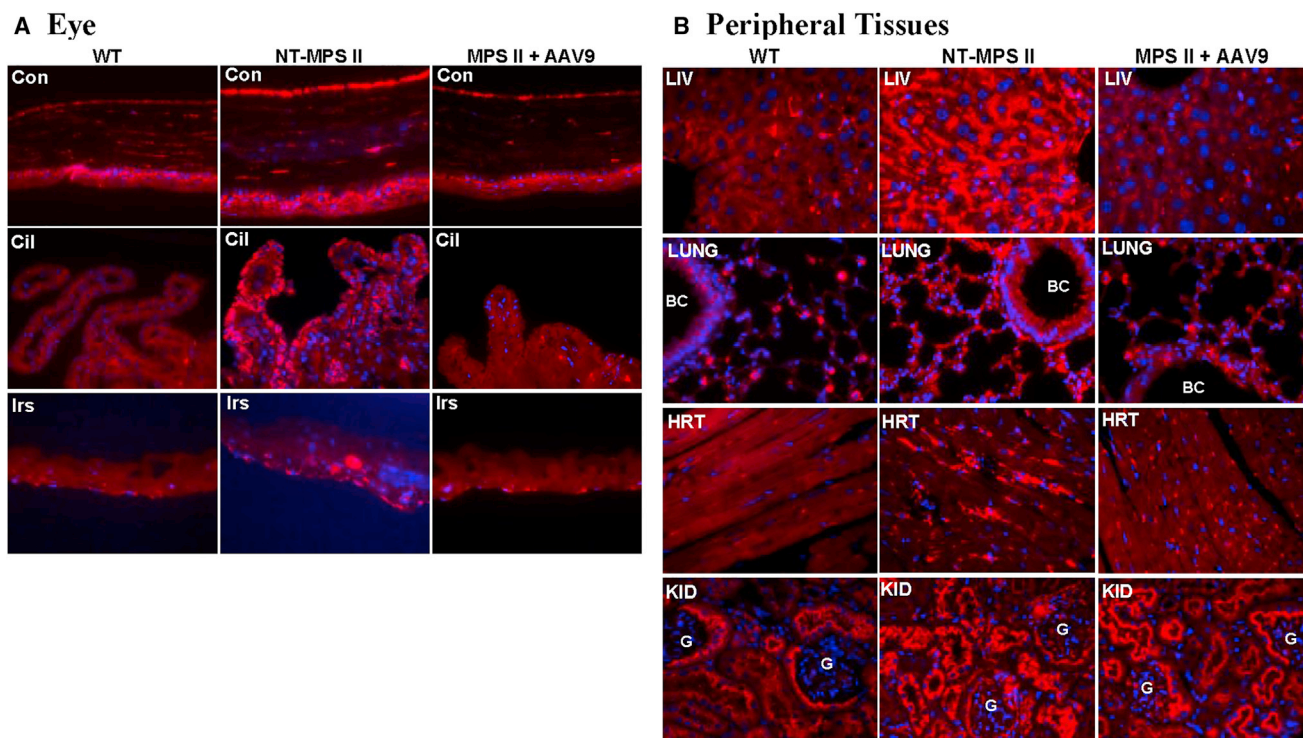 A Eye
WT NT-MPS II MPS II + AAV9
Con Con Con
Cil Cil Cil
Irs Irs Irs
B Peripheral Tissues
WT NT-MPS II MPS II + AAV9
LIV LIV LIV
LUNG LUNG LUNG
BC BC BC
HRT HRT HRT
KID KID KID
G G G G G G